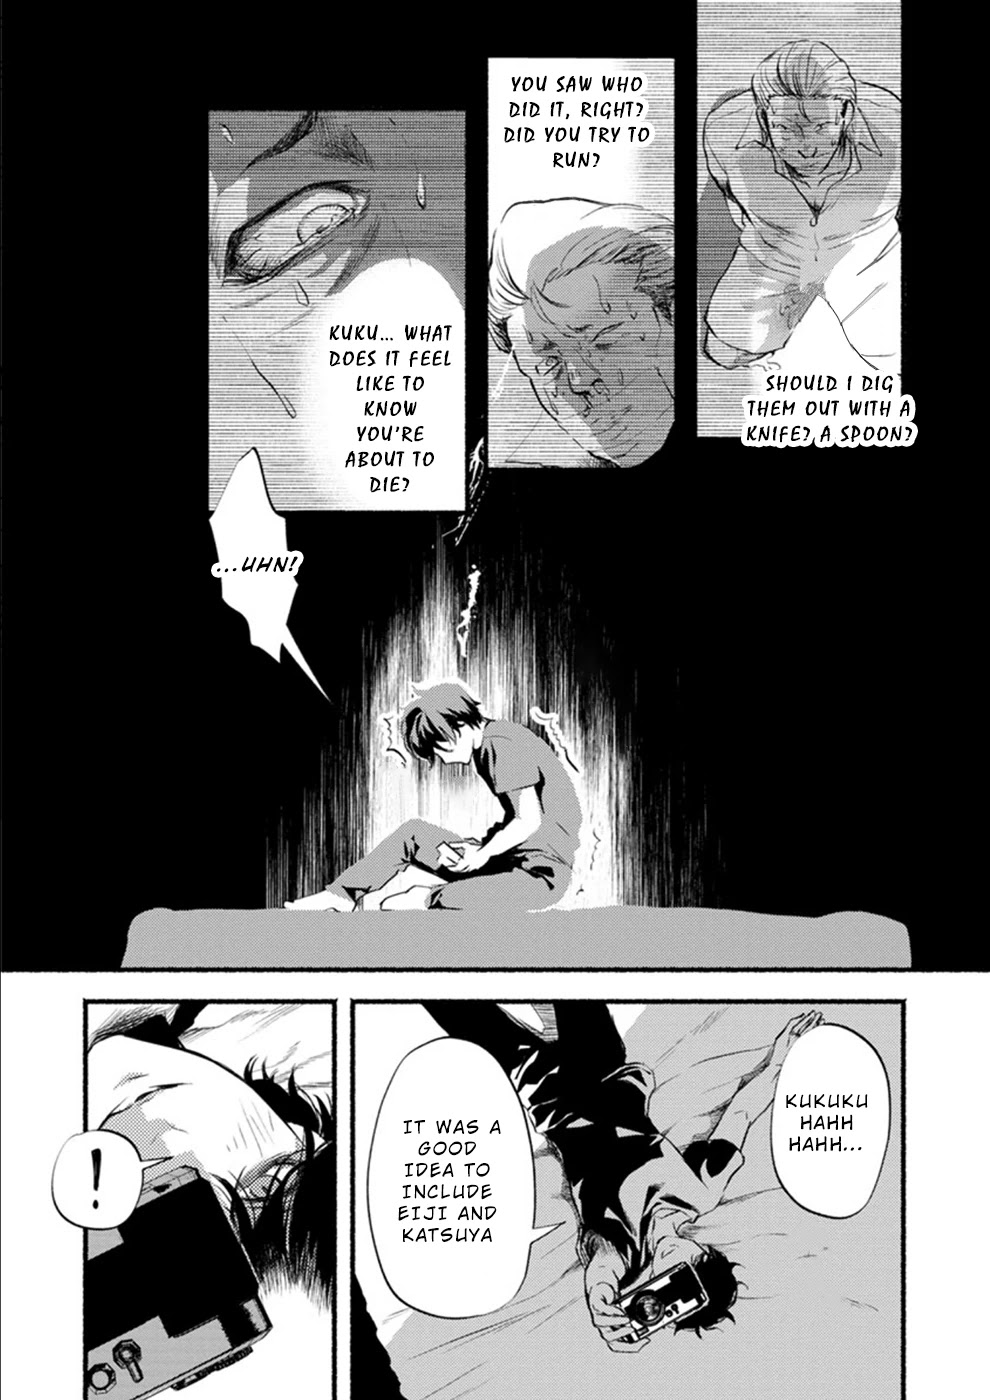 SHOULD I DIG
THEM OUT WITH A
KNIFE? A SPOON?
YOU SAW WHO
DID IT, RIGHT?
DID YOU TRY TO
RUN?
KUKU... WHAT
DOES IT FEEL
LIKE TO
KNOW
YOU'RE
ABOUT TO
DIE?
...UHN!
KUKUKU
HAHH
HAHH...
IT WAS A
GOOD
IDEA TO
INCLUDE
EIJI AND
KATSUYA
!